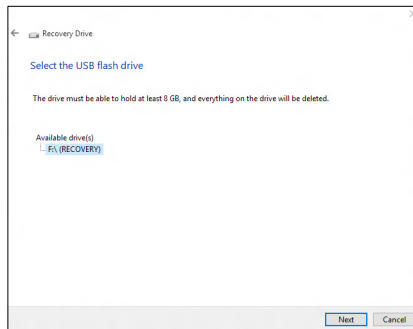 Recovery Drive
Select the USB flash drive
The drive must be able to hold at least 8 GB, and everything on the drive will be deleted.
Available drive(s)
F:\ (RECOVERY)
Next Cancel